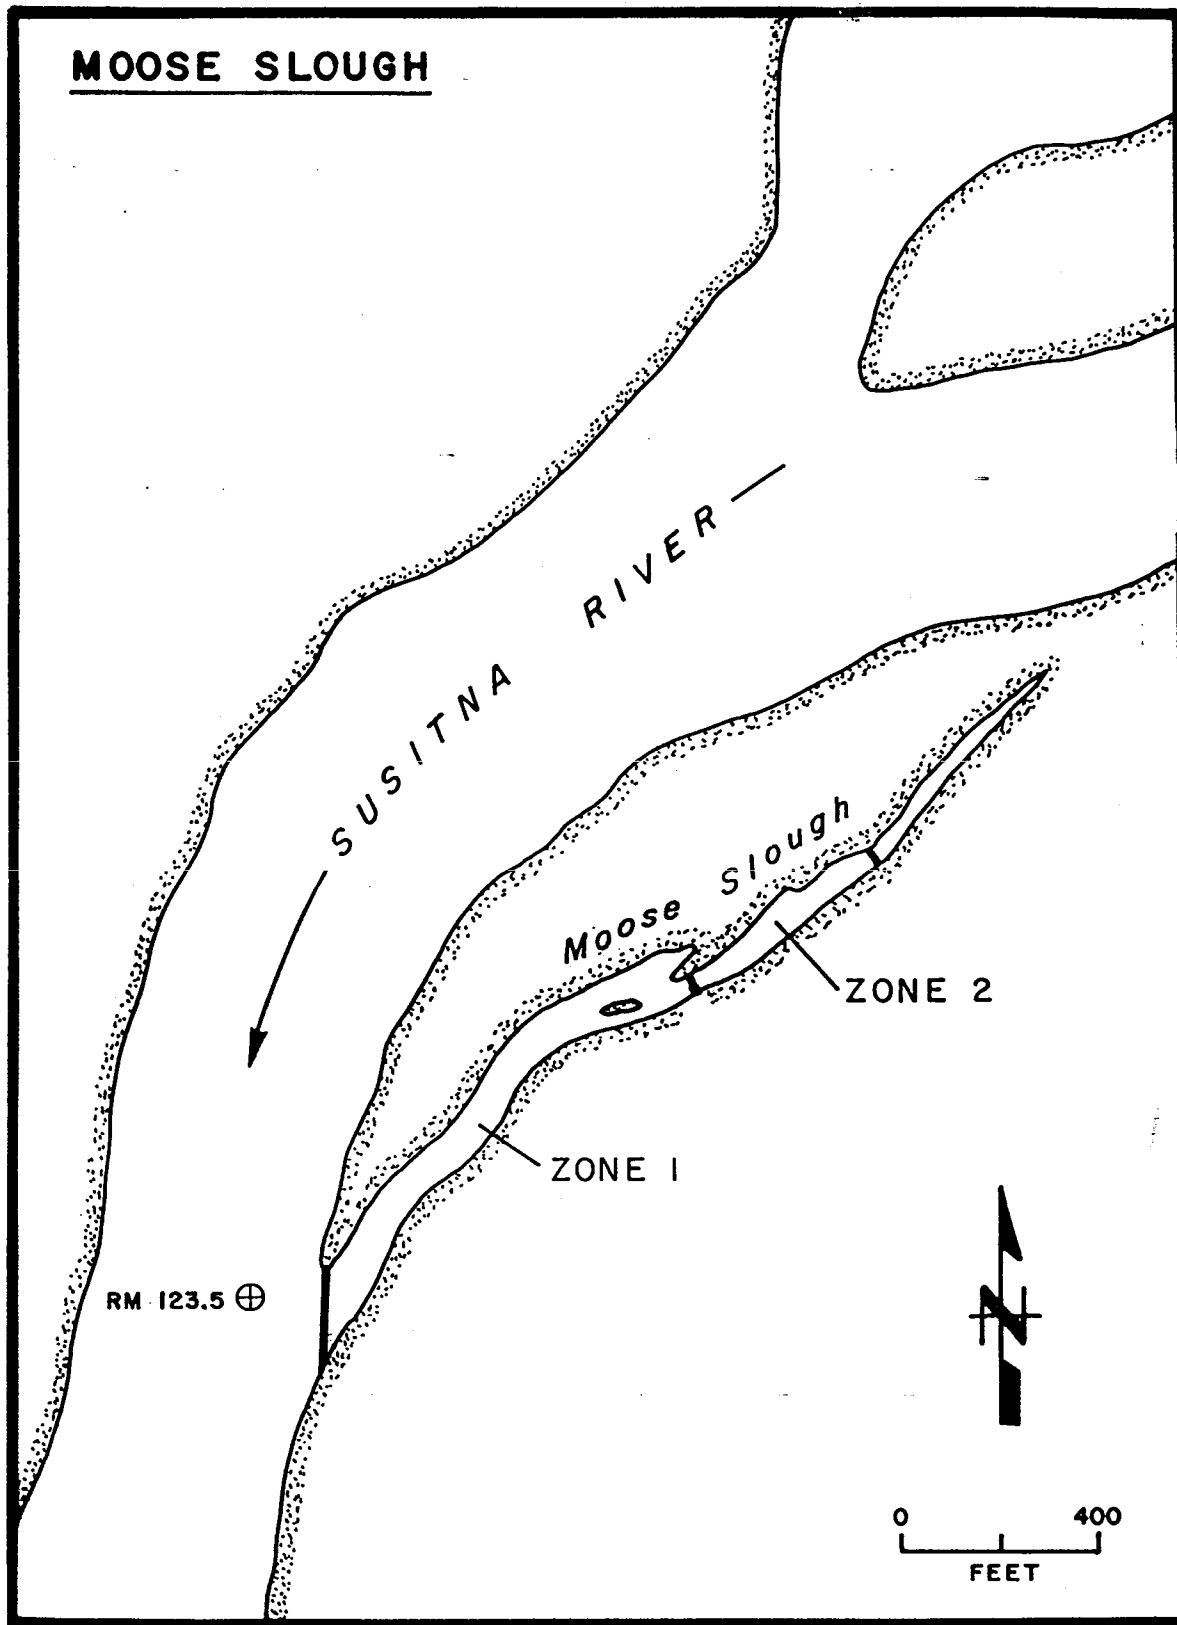 MOOSE SLOUGH
SUSITNA RIVER
Moose Slough
ZONE 2
ZONE 1
RM 123.5
N
0 400
FEET